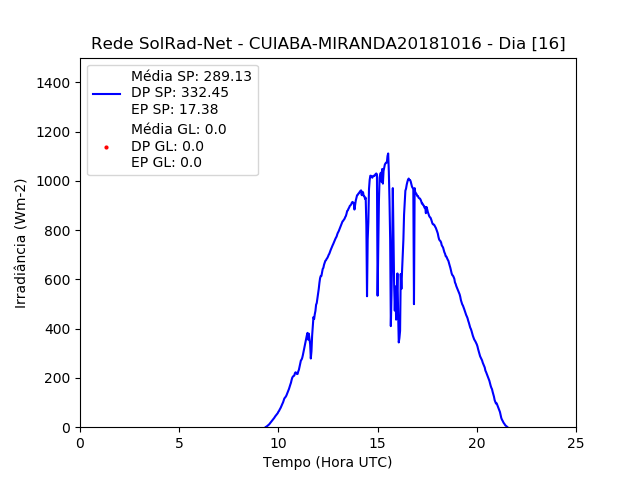 Rede SolRad-Net - CUIABA-MIRANDA20181016 - Dia [16]
Média SP: 289.13
DP SP: 332.45
EP SP: 17.38
Média GL: 0.0
DP GL: 0.0
EP GL: 0.0
1400
1200
1000
800
600
400
200
0
Irradiância (Wm-2)
0 5 10 15 20 25
Tempo (Hora UTC)